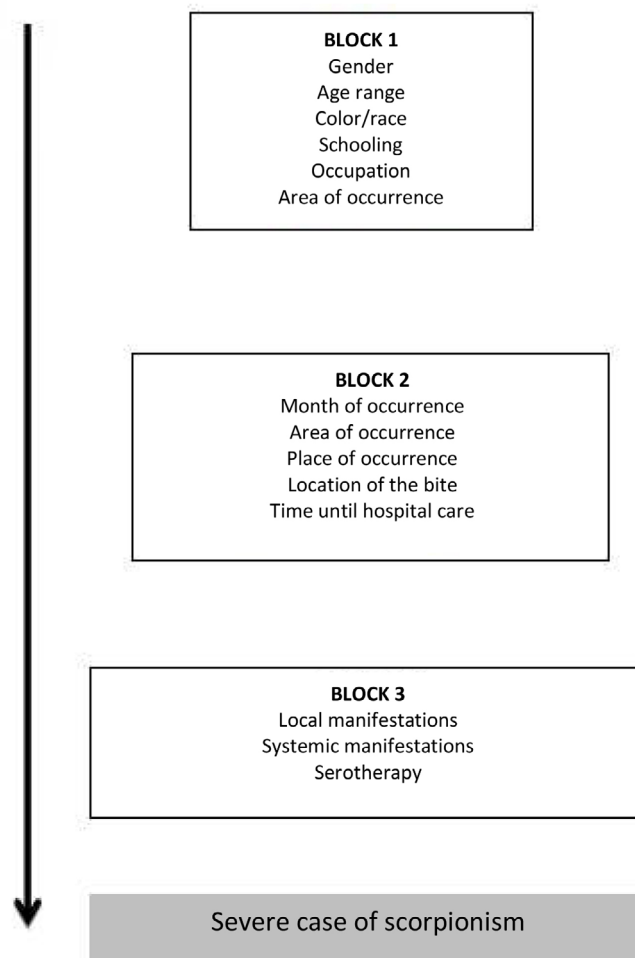 BLOCK 1
Gender
Age range
Color/race
Schooling
Occupation
Area of occurrence
BLOCK 2
Month of occurrence
Area of occurrence
Place of occurrence
Location of the bite
Time until hospital care
BLOCK 3
Local manifestations
Systemic manifestations
Serotherapy
Severe case of scorpionism